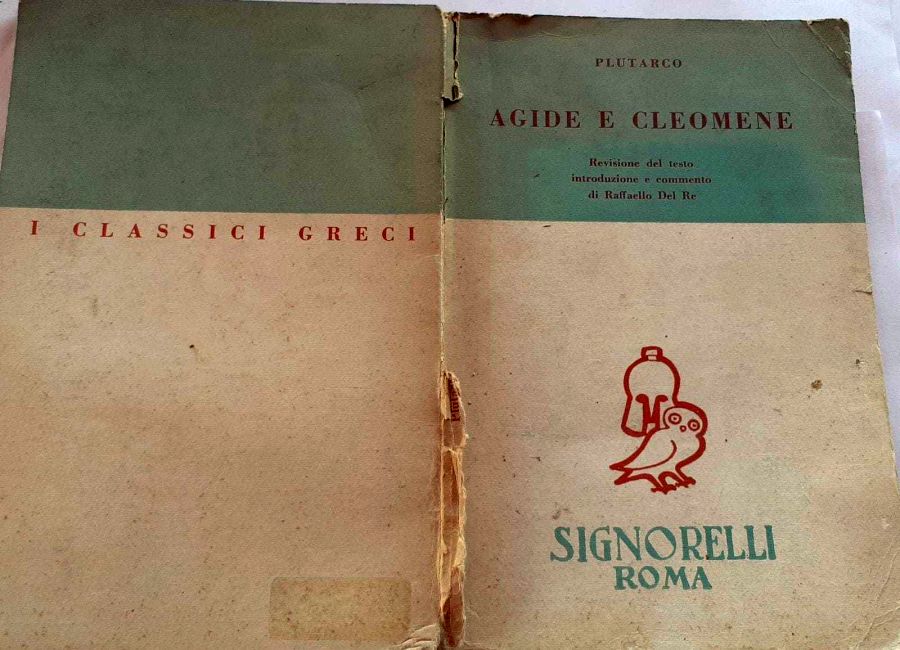 I CLASSICI GRECI
PLUTARCO
AGIDE E CLEOMENE
Revisione del testo
introduzione e commento
di Raffaello Del Re
SIGNORELLI
ROMA